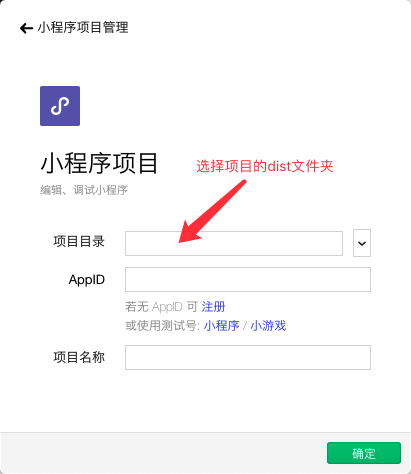 小程序项目管理
小程序项目
选择项目的dist文件夹
编辑、调试小程序
项目目录
AppID
若无 AppID 可 注册
或使用测试号: 小程序 / 小游戏
项目名称
确定